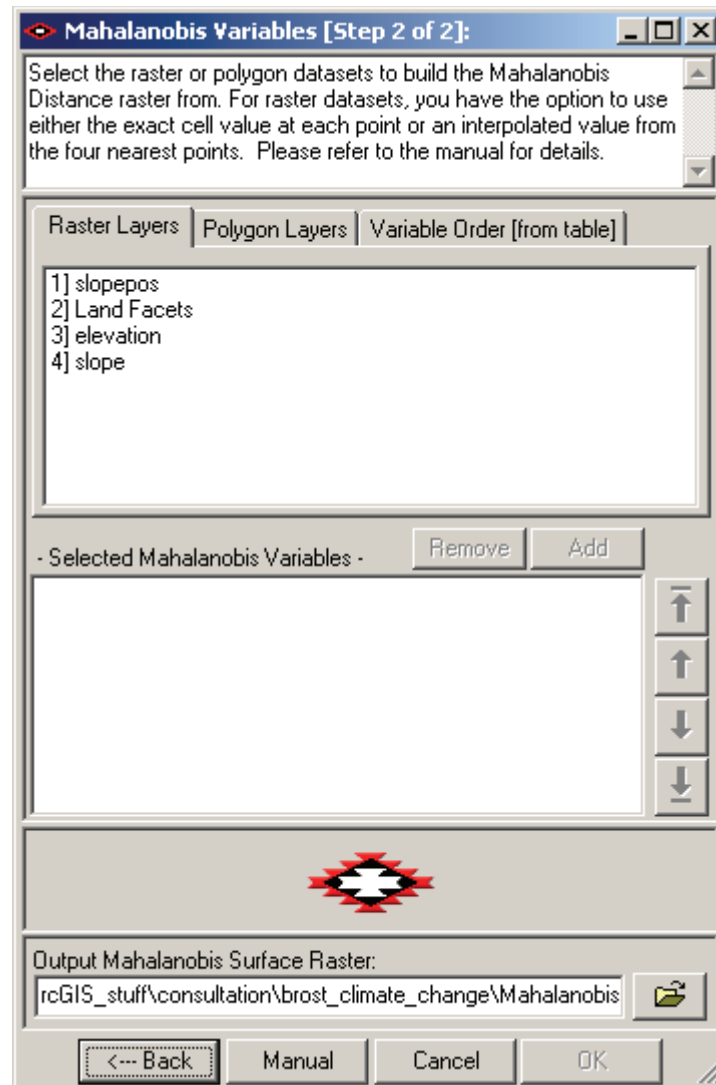 Mahalanobis Variables [Step 2 of 2]:
Select the raster or polygon datasets to build the Mahalanobis
Distance raster from. For raster datasets, you have the option to use
either the exact cell value at each point or an interpolated value from
the four nearest points. Please refer to the manual for details.
Raster Layers
Polygon Layers
Variable Order [from table]
1] slopepos
2] Land Facets
3] elevation
4] slope
- Selected Mahalanobis Variables -
Remove
Add
Output Mahalanobis Surface Raster:
rcGIS_stuff\consultation\brost_climate_change\Mahalanobis
<--- Back
Manual
Cancel
OK